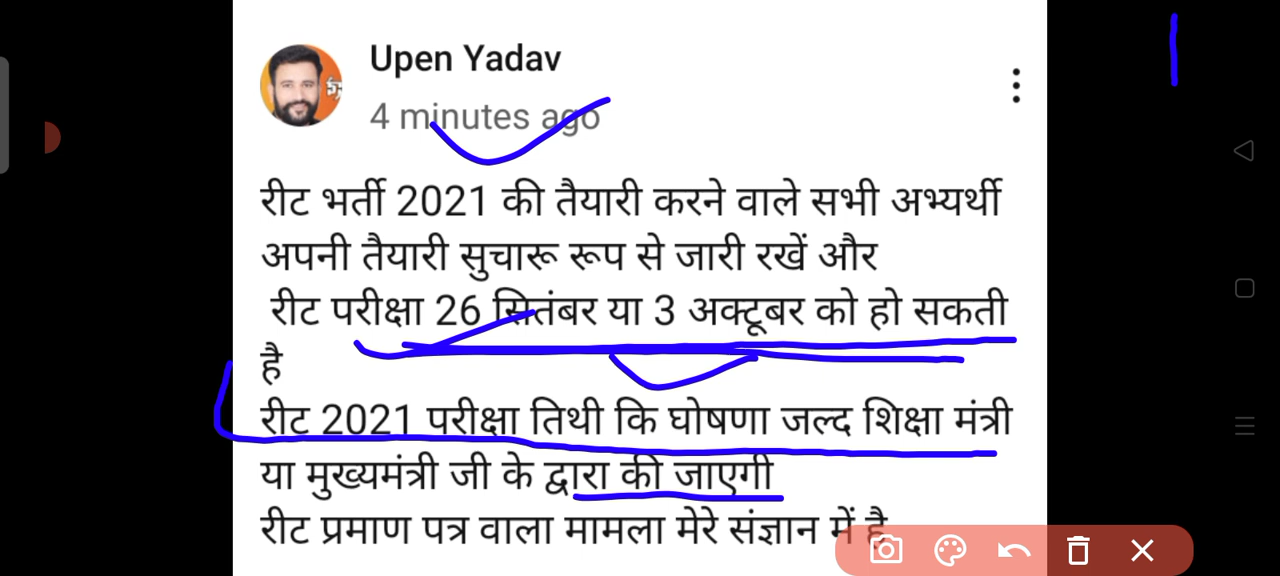 Upen Yadav
4 minutes ago
रीट भर्ती 2021 की तैयारी करने वाले सभी अभ्यर्थी
अपनी तैयारी सुचारू रूप से जारी रखें और
रीट परीक्षा 26 सितंबर या 3 अक्टूबर को हो सकती
है
रीट 2021 परीक्षा तिथी कि घोषणा जल्द शिक्षा मंत्री
या मुख्यमंत्री जी के द्वारा की जाएगी
रीट प्रमाण पत्र वाला मामला मेरे संज्ञान में है